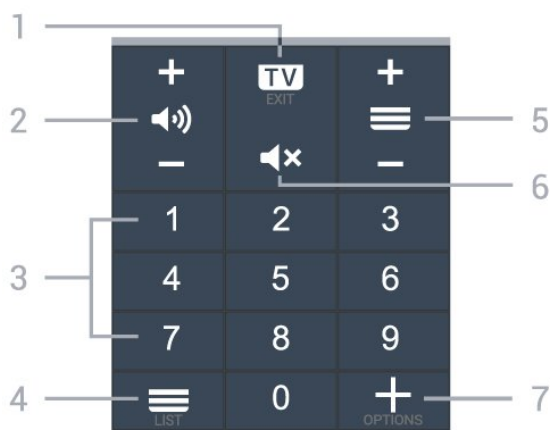 1
+ TV +
EXIT
2 5
− −
6
1 2 3
3
4 5 6
7 8 9
4 7
0 +
LIST OPTIONS